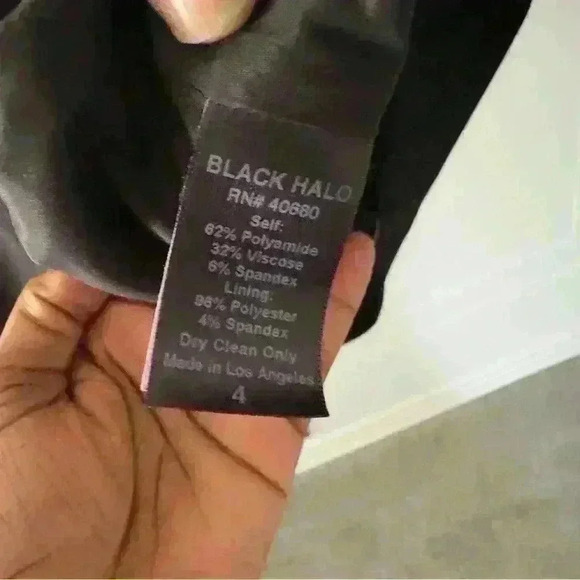 BLACK HALO
RN# 40680
Self:
62% Polyamide
32% Viscose
6% Spandex
Lining:
96% Polyester
4% Spandex
Dry Clean Only
Made in Los Angeles
4